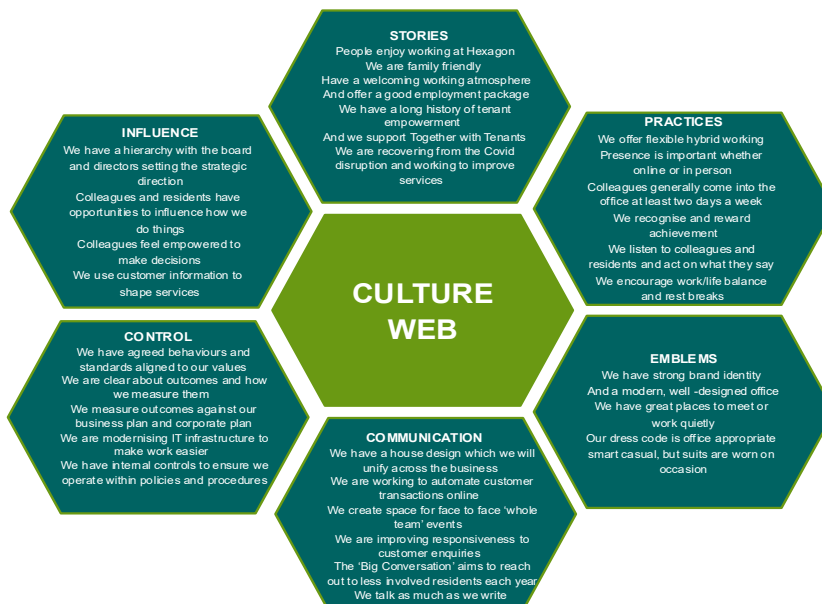 STORIES
People enjoy working at Hexagon
We are family friendly
Have a welcoming working atmosphere
And offer a good employment package
We have a long history of tenant
empowerment
And we support Together with Tenants
We are recovering from the Covid
disruption and working to improve
services
INFLUENCE
We have a hierarchy with the board
and directors setting the strategic
direction
Colleagues and residents have
opportunities to influence how we
do things
Colleagues feel empowered to
make decisions
We use customer information to
shape services
PRACTICES
We offer flexible hybrid working
Presence is important whether
online or in person
Colleagues generally come into the
office at least two days a week
We recognise and reward
achievement
We listen to colleagues and
residents and act on what they say
We encourage work/life balance
and rest breaks
CULTURE
WEB
CONTROL
We have agreed behaviours and
standards aligned to our values
We are clear about outcomes and how
we measure them
We measure outcomes against our
business plan and corporate plan
We are modernising IT infrastructure to
make work easier
We have internal controls to ensure we
operate within policies and procedures
EMBLEMS
We have strong brand identity
And a modern, well -designed office
We have great places to meet or
work quietly
Our dress code is office appropriate
smart casual, but suits are worn on
occasion
COMMUNICATION
We have a house design which we will
unify across the business
We are working to automate customer
transactions online
We create space for face to face ‘whole
team’ events
We are improving responsiveness to
customer enquiries
The ‘Big Conversation’ aims to reach
out to less involved residents each year
We talk as much as we write